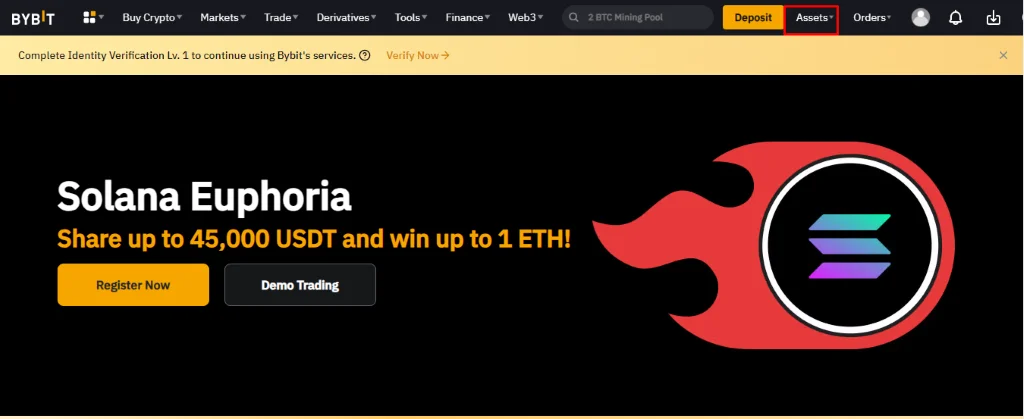 BYBIT Buy Crypto Markets Trade Derivatives Tools Finance Web3 2 BTC Mining Pool Deposit Assets Orders
Complete Identity Verification Lv. 1 to continue using Bybit's services. Verify Now
Solana Euphoria
Share up to 45,000 USDT and win up to 1 ETH!
Register Now Demo Trading